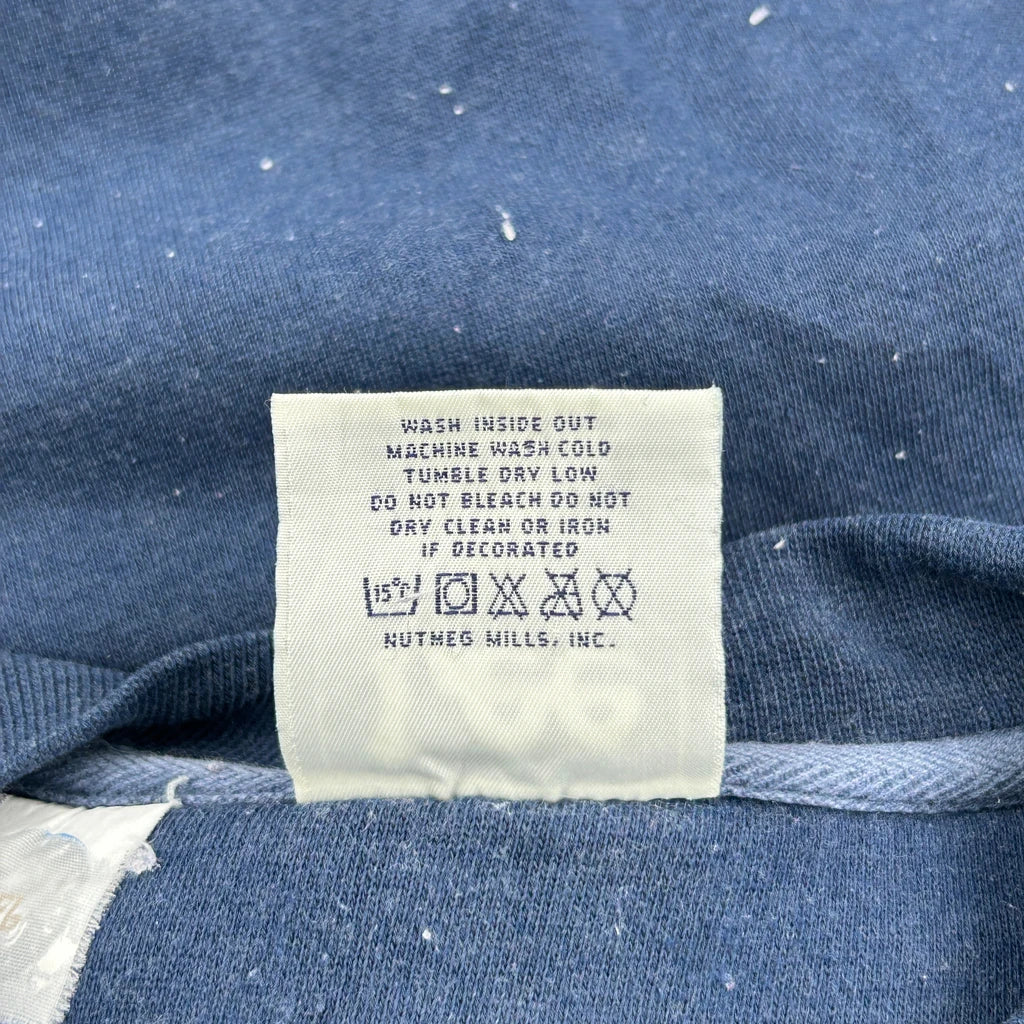 WASH INSIDE OUT
MACHINE WASH COLD
TUMBLE DRY LOW
DO NOT BLEACH DO NOT
DRY CLEAN OR IRON
IF DECORATED
NUTMEG MILLS, INC.